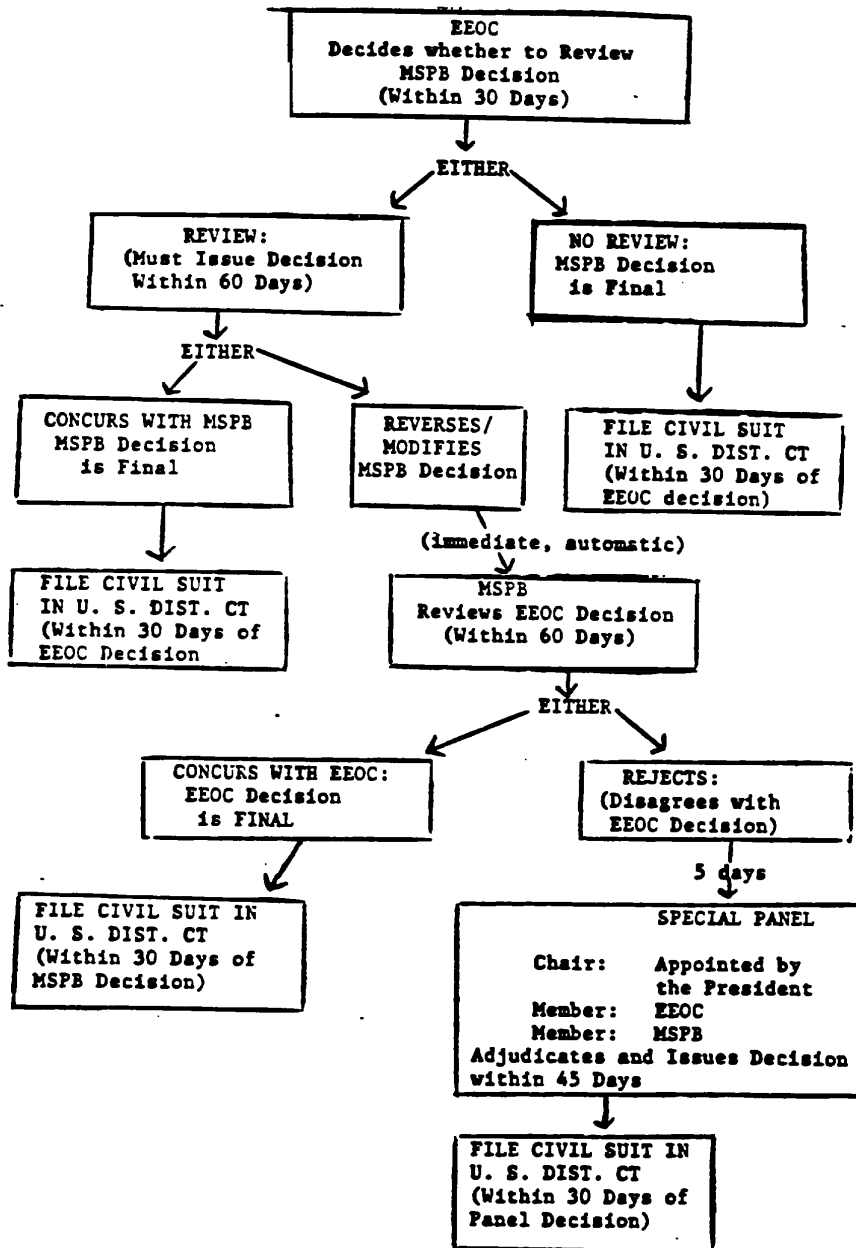 EEOC
Decides whether to Review
MSPB Decision
(Within 30 Days)
EITHER
REVIEW:
(Must Issue Decision
Within 60 Days)
NO REVIEW:
MSPB Decision
is Final
EITHER
CONCURS WITH MSPB
MSPB Decision
is Final
REVERSES/
MODIFIES
MSPB Decision
FILE CIVIL SUIT
IN U. S. DIST. CT
(Within 30 Days of
EEOC decision)
(immediate, automatic)
FILE CIVIL SUIT
IN U. S. DIST. CT
(Within 30 Days of
EEOC Decision
MSPB
Reviews EEOC Decision
(Within 60 Days)
EITHER
CONCURS WITH EEOC:
EEOC Decision
is FINAL
REJECTS:
(Disagrees with
EEOC Decision)
5 days
FILE CIVIL SUIT IN
U. S. DIST. CT
(Within 30 Days of
MSPB Decision)
SPECIAL PANEL
Chair: Appointed by
the President
Member: EEOC
Member: MSPB
Adjudicates and Issues Decision
within 45 Days
FILE CIVIL SUIT IN
U. S. DIST. CT
(Within 30 Days of
Panel Decision)